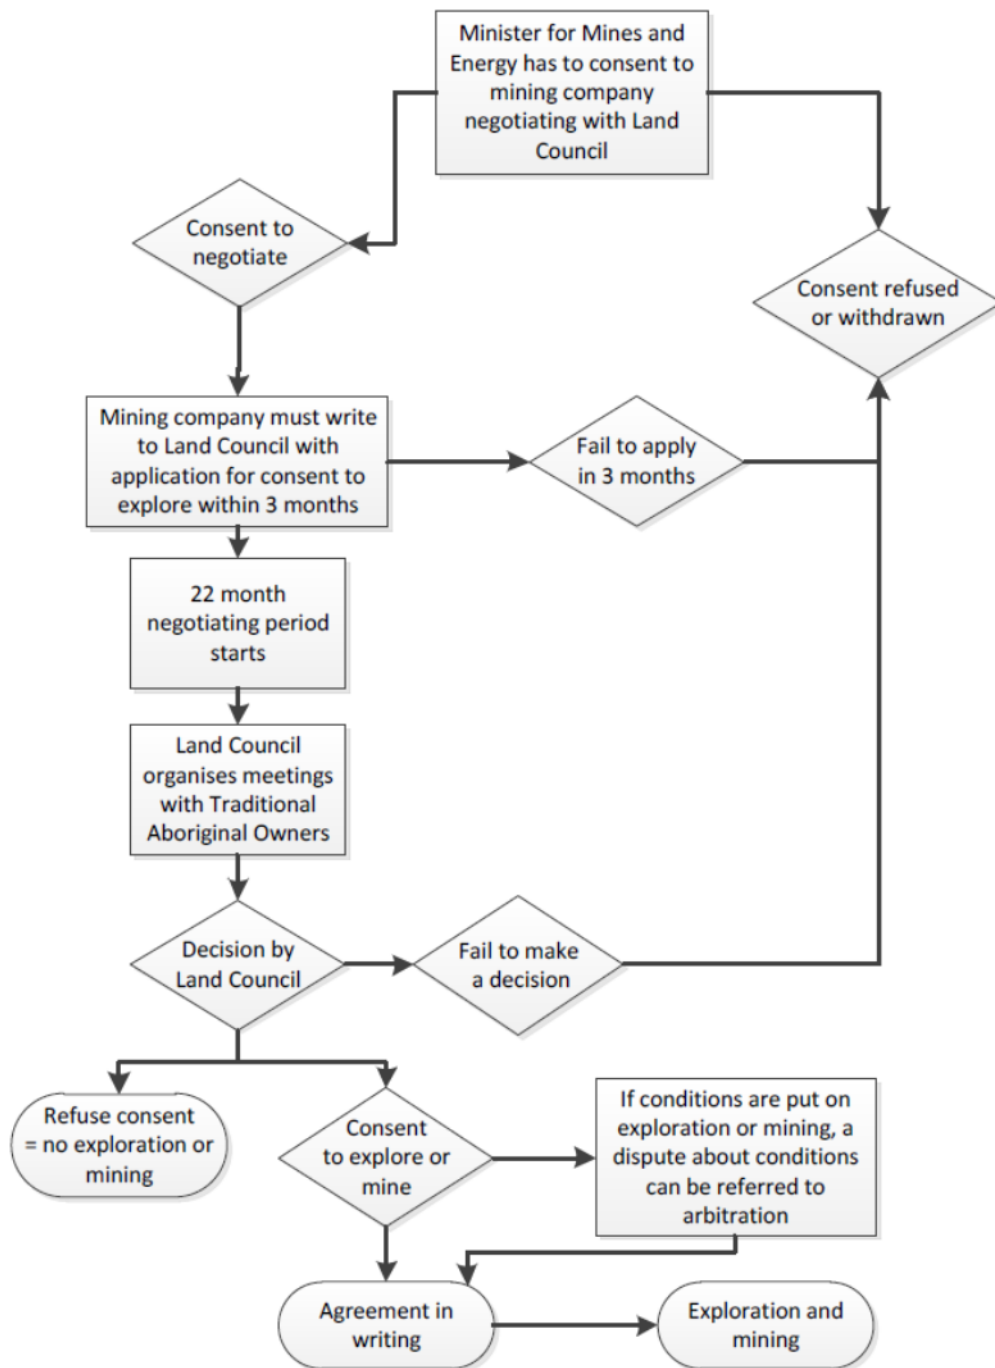 Minister for Mines and
Energy has to consent to
mining company
negotiating with Land
Council
Consent to
negotiate
Consent refused
or withdrawn
Mining company must write
to Land Council with
application for consent to
explore within 3 months
Fail to apply
in 3 months
22 month
negotiating period
starts
Land Council
organises meetings
with Traditional
Aboriginal Owners
Decision by
Land Council
Fail to make
a decision
Refuse consent
= no exploration or
mining
Consent
to explore or
mine
If conditions are put on
exploration or mining, a
dispute about conditions
can be referred to
arbitration
Agreement in
writing
Exploration and
mining